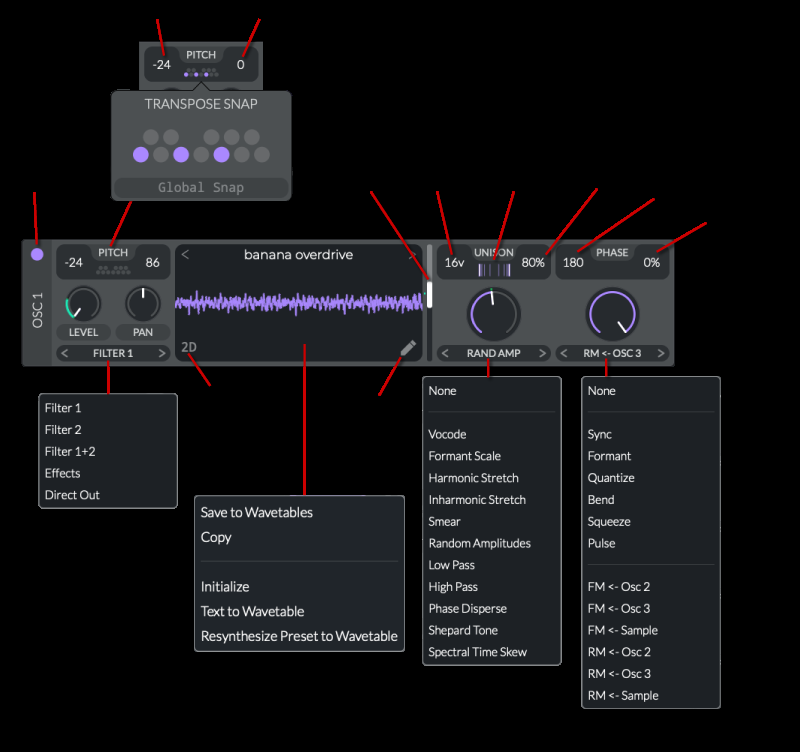 PITCH
-24
0
TRANSPOSE SNAP
Global Snap
OSC 1
PITCH
-24
86
LEVEL
PAN
< FILTER 1 >
< banana overdrive >
2D
UNISON
16v
80%
< RAND AMP >
PHASE
180
0%
< RM <- OSC 3 >
Filter 1
Filter 2
Filter 1+2
Effects
Direct Out
Save to Wavetables
Copy
Initialize
Text to Wavetable
Resynthesize Preset to Wavetable
None
Vocode
Formant Scale
Harmonic Stretch
Inharmonic Stretch
Smear
Random Amplitudes
Low Pass
High Pass
Phase Disperse
Shepard Tone
Spectral Time Skew
None
Sync
Formant
Quantize
Bend
Squeeze
Pulse
FM <- Osc 2
FM <- Osc 3
FM <- Sample
RM <- Osc 2
RM <- Osc 3
RM <- Sample